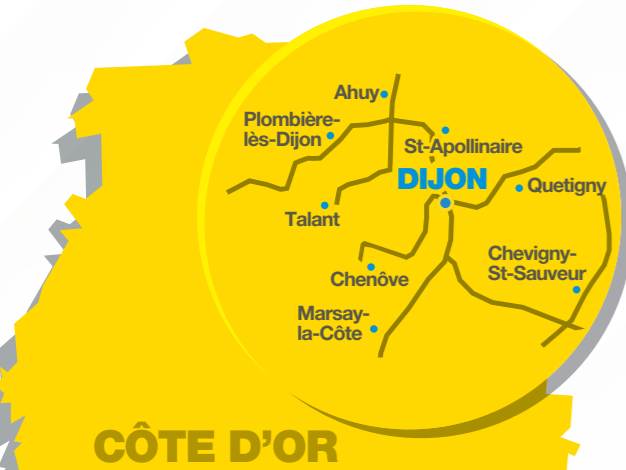 Ahuy
Plombière-
lès-Dijon
St-Apollinaire
DIJON
Quetigny
Talant
Chevigny-
St-Sauveur
Chenôve
Marsay-
la-Côte
CÔTE D’OR